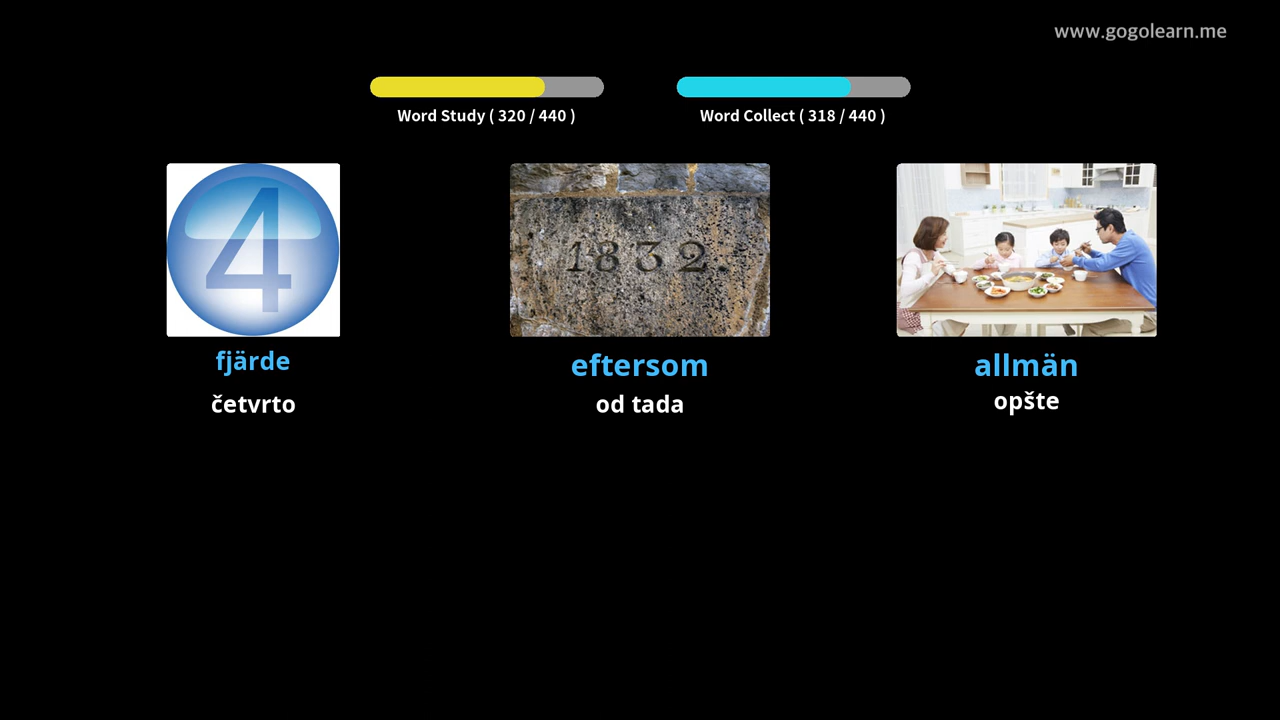 www.gogolearn.me
Word Study ( 320 / 440 )
Word Collect ( 318 / 440 )
4
1832.
fjärde
eftersom
allmän
četvrto
od tada
opšte